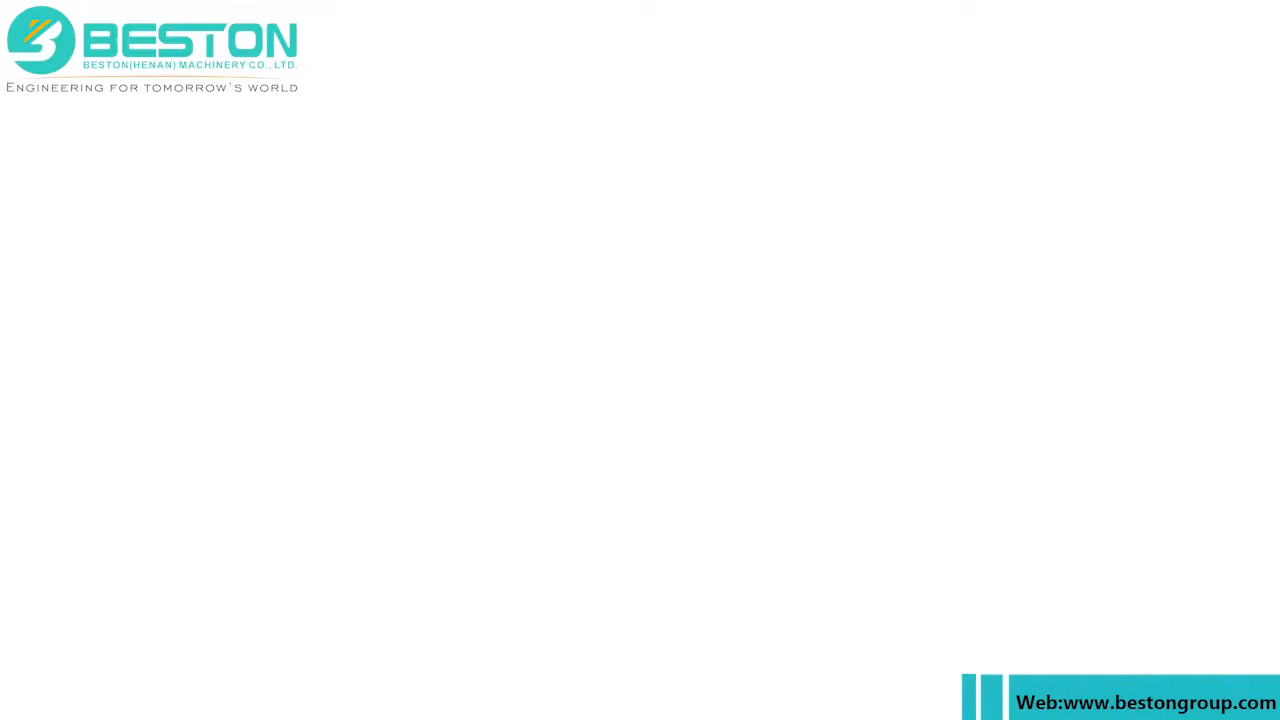 BESTON
BESTON(HENAN) MACHINERY CO., LTD.
ENGINEERING FOR TOMORROW'S WORLD
Web:www.bestongroup.com